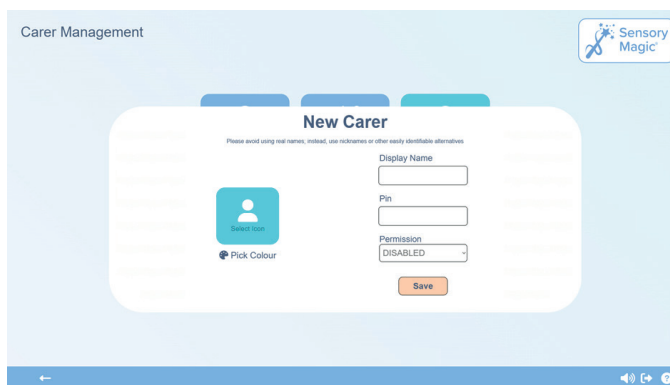 Carer Management
Sensory
Magic
New Carer
Please avoid using real names; instead, use nicknames or other easily identifiable alternatives
Display Name
Pin
Select Icon
Permission
Pick Colour
DISABLED
Save
?